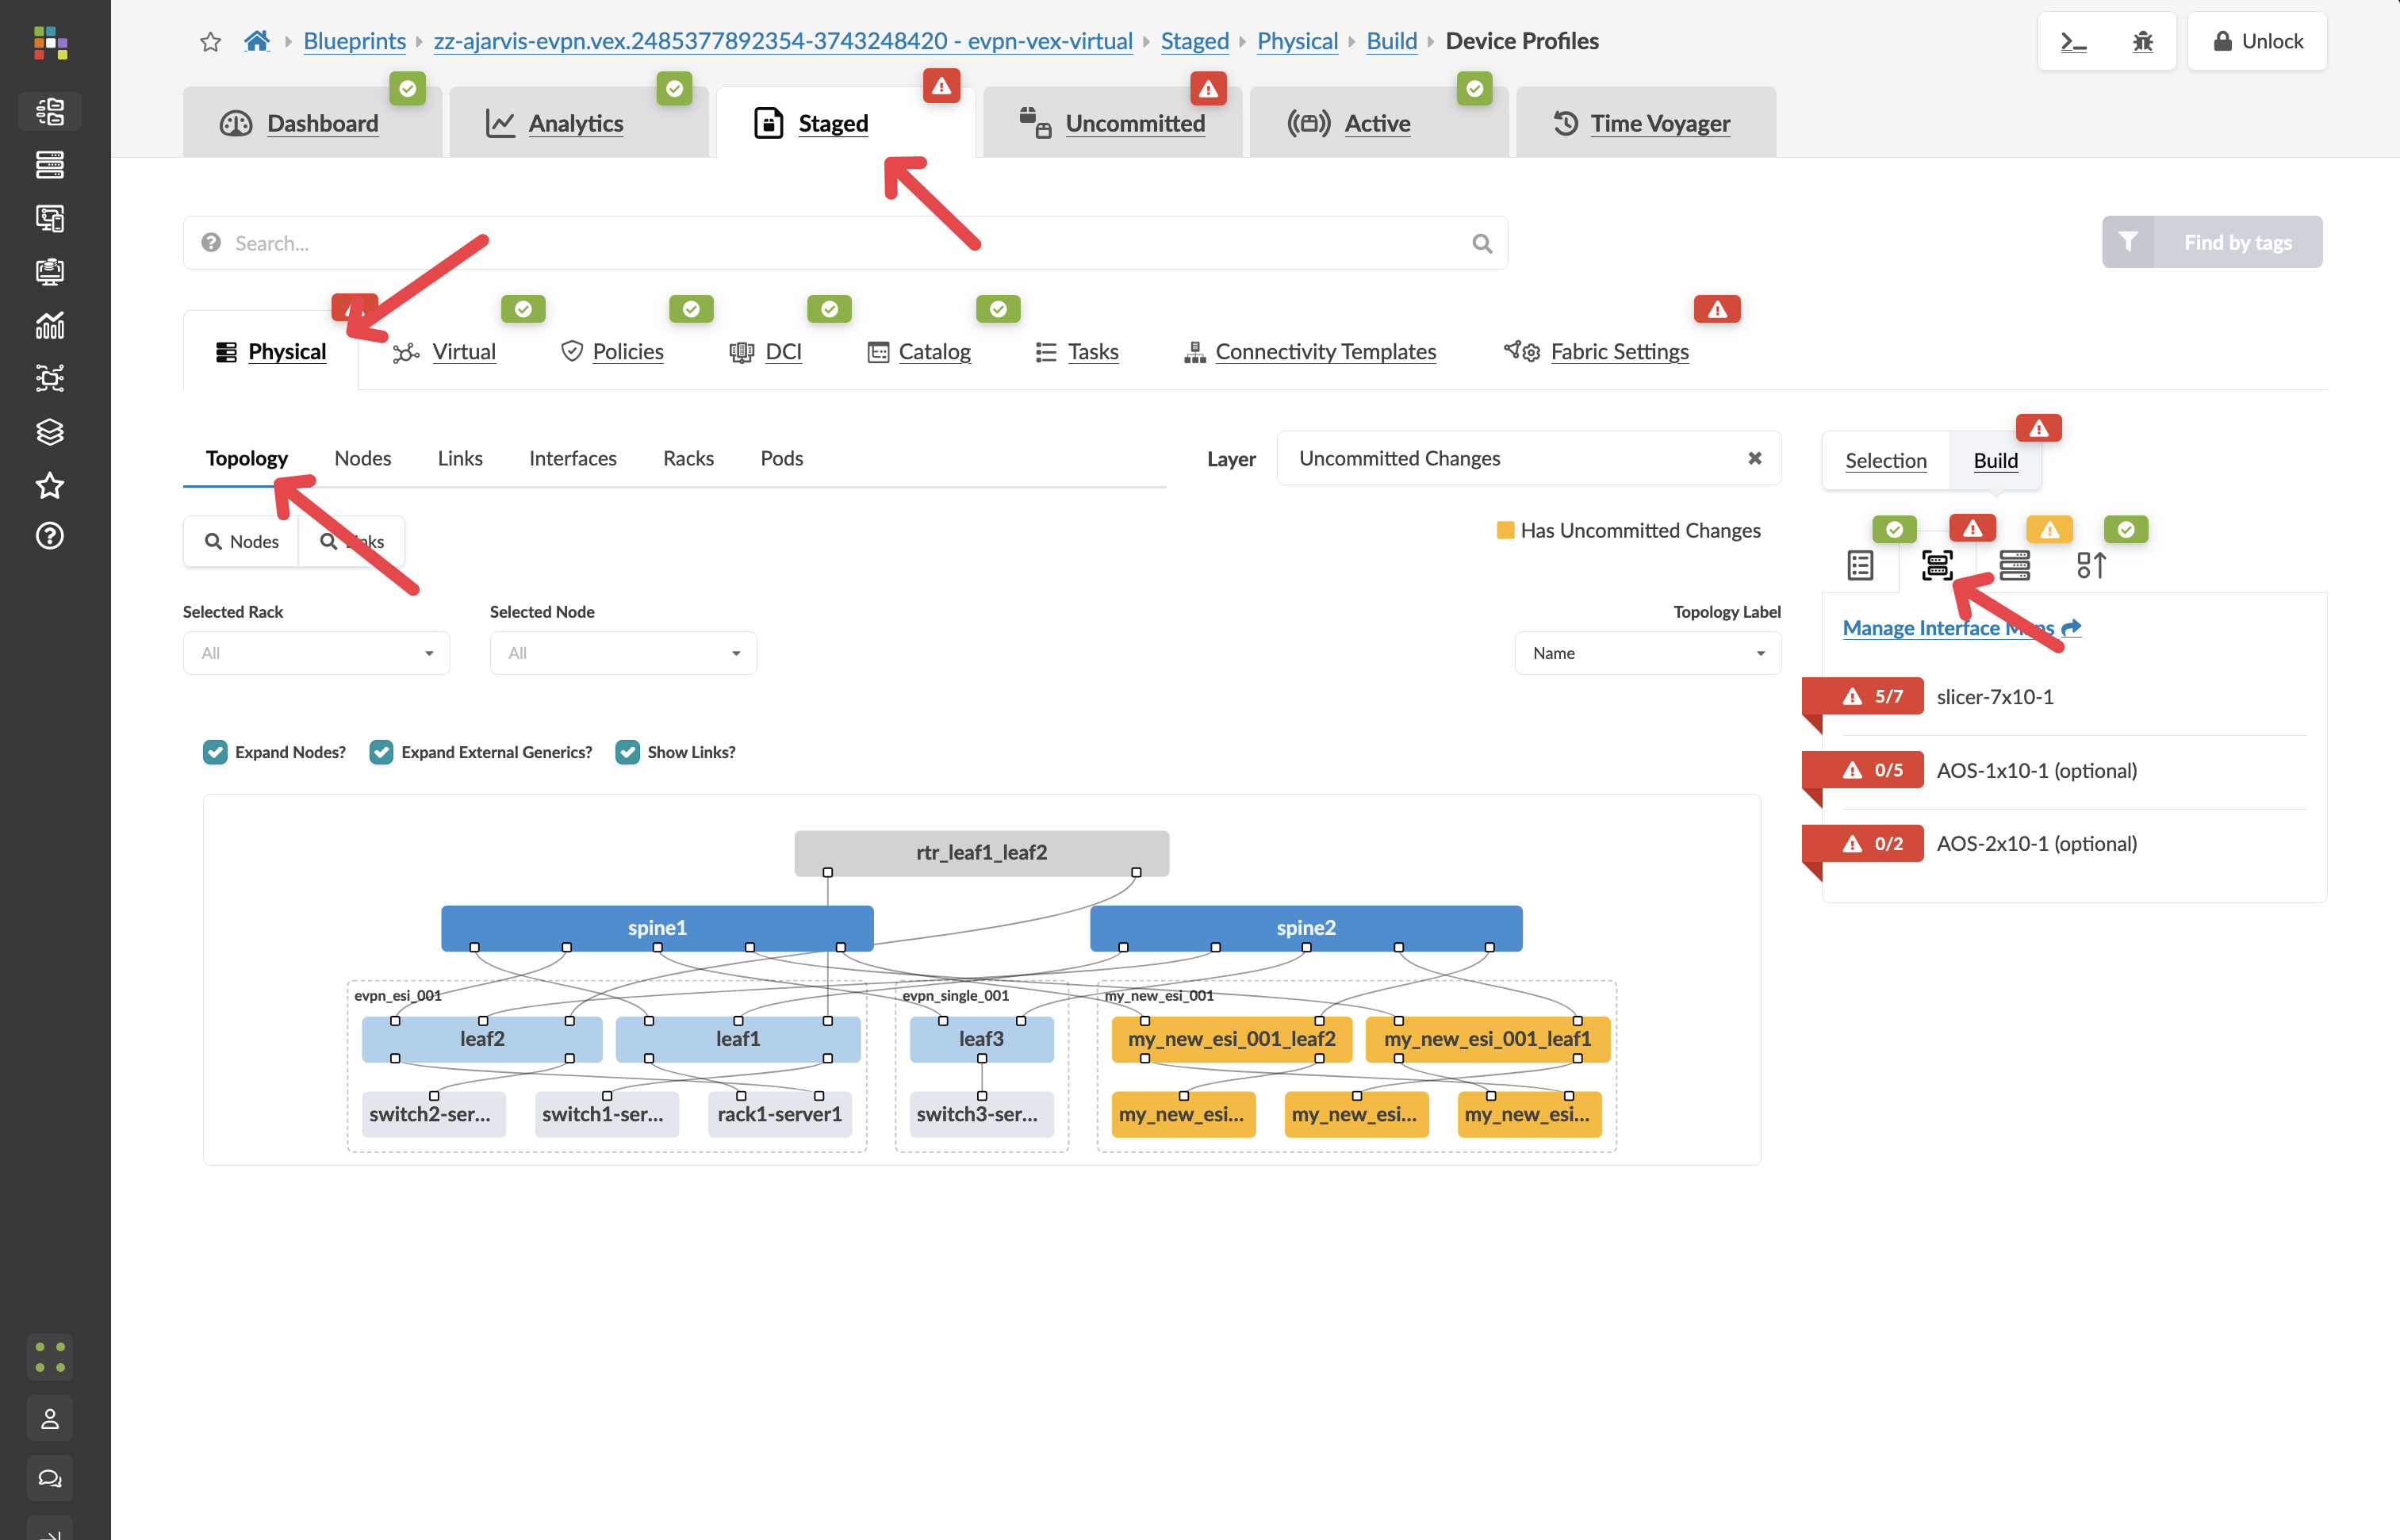 Blueprints zz-ajarvis-evpn.vex.2485377892354-3743248420 - evpn-vex-virtual Staged Physical Build Device Profiles
Unlock
Dashboard
Analytics
Staged
Uncommitted
Active
Time Voyager
Search...
Find by tags
Physical
Virtual
Policies
DCI
Catalog
Tasks
Connectivity Templates
Fabric Settings
Topology
Nodes
Links
Interfaces
Racks
Pods
Layer
Uncommitted Changes
Selection
Build
Nodes
Has Uncommitted Changes
Selected Rack
Selected Node
Topology Label
All
All
Name
Manage Interface
5/7 slicer-7x10-1
0/5 AOS-1x10-1 (optional)
0/2 AOS-2x10-1 (optional)
Expand Nodes?
Expand External Generics?
Show Links?
rtr_leaf1_leaf2
spine1
spine2
evpn_esi_001
evpn_single_001
my_new_esi_001
leaf2
leaf1
leaf3
my_new_esi_001_leaf2
my_new_esi_001_leaf1
switch2-ser...
switch1-ser...
rack1-server1
switch3-ser...
my_new_esi...
my_new_esi...
my_new_esi...